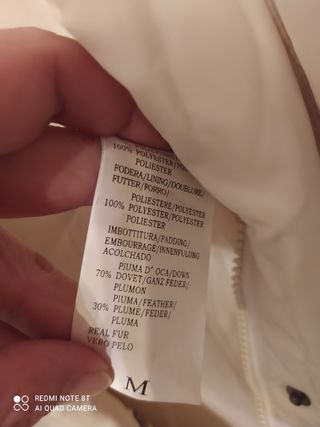 100% POLYESTER/PO
POLIESTER
FODERA/LINING/DOUBLURE/
FUTTER/FORRO/
POLIESTERE/POLYESTER
100% POLYESTER/POLYESTER
POLIESTER
IMBOTTITURA/PADDING/
EMBOURRAGE/INNENFULUNG
ACOLCHADO
PIUMA D' OCA/DOWN
70% DOVET/GANZ FEDER/
PLUMON
PIUMA/FEATHER/
30% PLUME/FEDER/
PLUMA
REAL FUR
VERO PELO
M
REDMI NOTE 8T
AI QUAD CAMERA